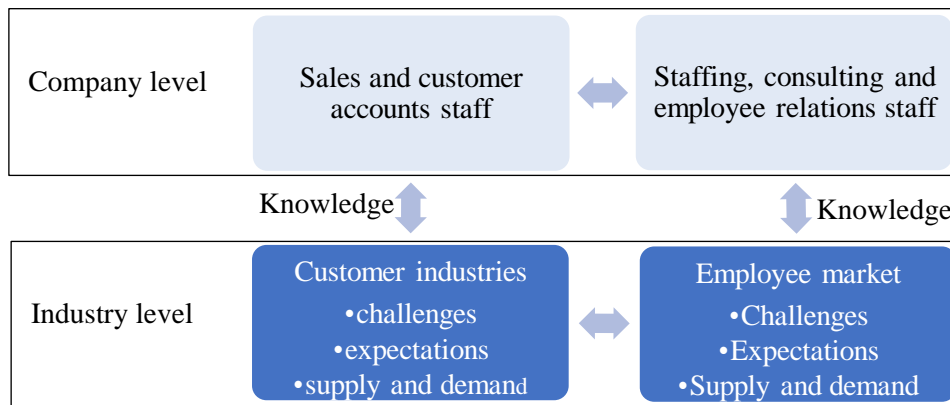 Company level
Sales and customer
accounts staff
Staffing, consulting and
employee relations staff
Knowledge
Knowledge
Industry level
Customer industries
•challenges
•expectations
•supply and demand
Employee market
•Challenges
•Expectations
•Supply and demand